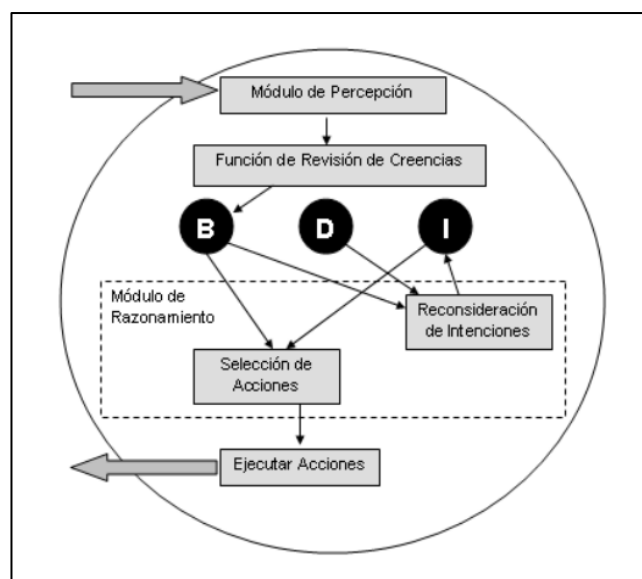 Módulo de Percepción
Función de Revisión de Creencias
B D I
Módulo de
Razonamiento
Reconsideración
de Intenciones
Selección de
Acciones
Ejecutar Acciones